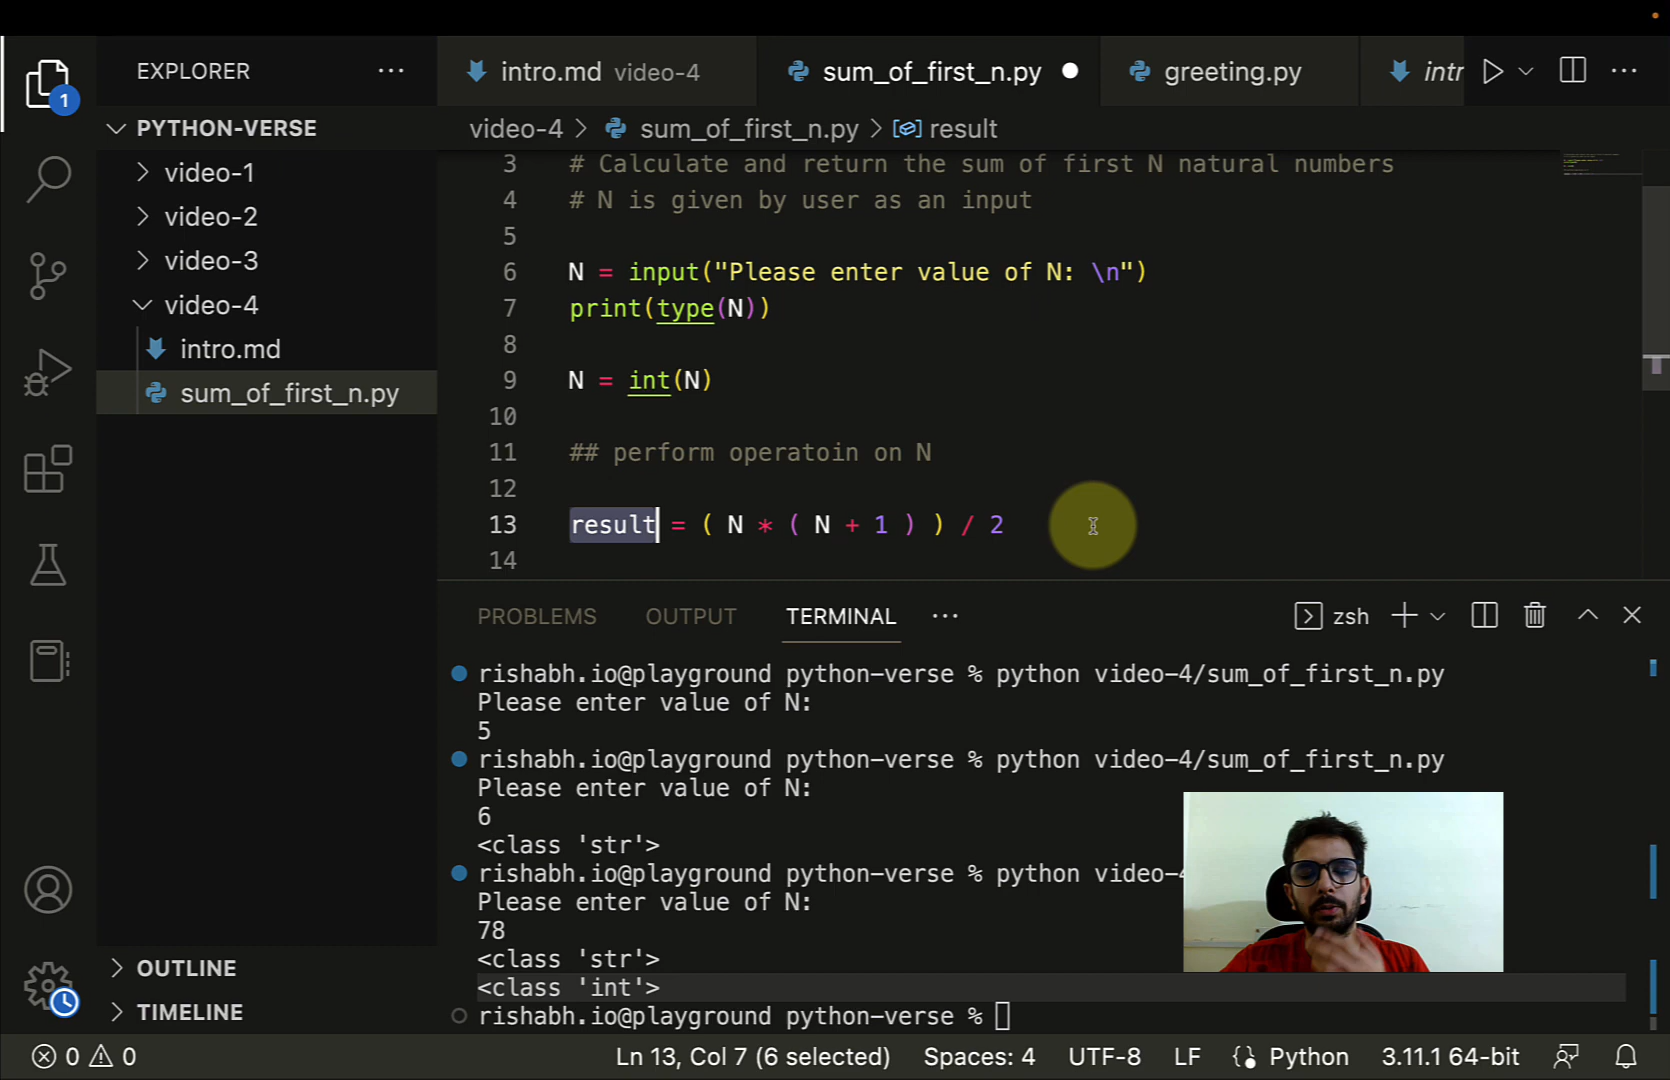 EXPLORER ···
1
PYTHON-VERSE
video-1
video-2
video-3
video-4
intro.md
sum_of_first_n.py
OUTLINE
TIMELINE
intro.md video-4
sum_of_first_n.py
greeting.py
intr
video-4 > sum_of_first_n.py > result
3 # Calculate and return the sum of first N natural numbers
4 # N is given by user as an input
5
6 N = input("Please enter value of N: \n")
7 print(type(N))
8
9 N = int(N)
10
11 ## perform operatoin on N
12
13 result = ( N * ( N + 1 ) ) / 2
14
PROBLEMS OUTPUT TERMINAL ··· zsh
rishabh.io@playground python-verse % python video-4/sum_of_first_n.py
Please enter value of N:
5
rishabh.io@playground python-verse % python video-4/sum_of_first_n.py
Please enter value of N:
6
<class 'str'>
rishabh.io@playground python-verse % python video-4
Please enter value of N:
78
<class 'str'>
<class 'int'>
rishabh.io@playground python-verse %
0 0 Ln 13, Col 7 (6 selected) Spaces: 4 UTF-8 LF Python 3.11.1 64-bit